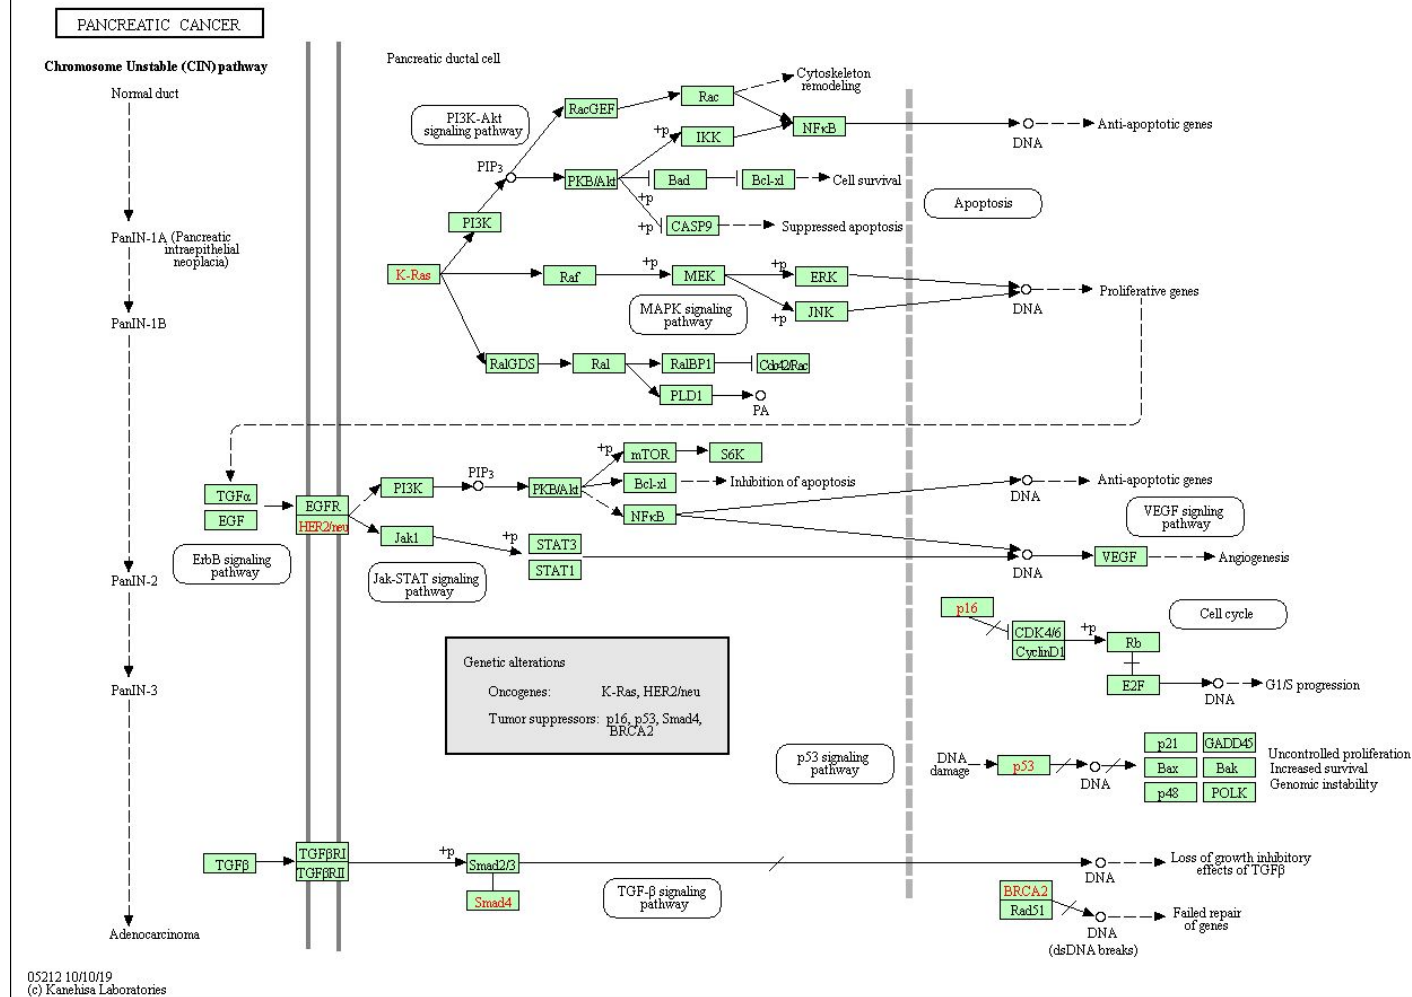 PANCREATIC CANCER
Chromosome Unstable (CIN) pathway
Normal duct
PanIN-1A (Pancreatic
intraepithelial
neoplacia)
PanIN-1B
PanIN-2
PanIN-3
Adenocarcinoma
Pancreatic ductal cell
PI3K-Akt
signaling pathway
RacGEF
Rac
Cytoskeleton
remodeling
+p
IKK
NFκB
DNA
Anti-apoptotic genes
PIP3
PKB/Akt
Bad
Bcl-xl
Cell survival
+p
+p
CASP9
Suppressed apoptosis
Apoptosis
PI3K
K-Ras
Raf
+p
MEK
+p
ERK
MAPK signaling
pathway
+p
JNK
DNA
Proliferative genes
RalGDS
Ral
RalBP1
Cdc42/Rac
PLD1
PA
TGFα
EGF
EGFR
HER2/neu
ErbB signaling
pathway
PI3K
PIP3
PKB/Akt
+p
mTOR
S6K
Bcl-xl
Inhibition of apoptosis
NFκB
DNA
Anti-apoptotic genes
VEGF signling
pathway
Jak1
+p
STAT3
STAT1
Jak-STAT signaling
pathway
DNA
VEGF
Angiogenesis
p16
CDK4/6
CyclinD1
+p
Rb
E2F
DNA
G1/S progression
Cell cycle
Genetic alterations
Oncogenes: K-Ras, HER2/neu
Tumor suppressors: p16, p53, Smad4,
BRCA2
p53 signaling
pathway
DNA
damage
p53
DNA
p21
GADD45
Bax
Bak
p48
POLK
Uncontrolled proliferation
Increased survival
Genomic instability
TGFβ
TGFβRI
TGFβRII
+p
Smad2/3
Smad4
TGF-β signaling
pathway
DNA
Loss of growth inhibitory
effects of TGFβ
BRCA2
Rad51
DNA
(dsDNA breaks)
Failed repair
of genes
05212 10/10/19
(c) Kanehisa Laboratories